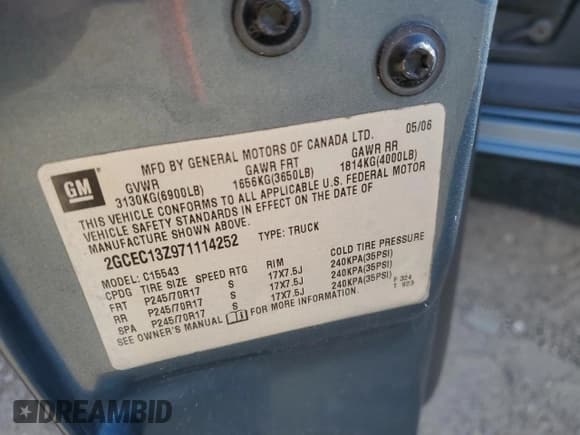 MFD BY GENERAL MOTORS OF CANADA LTD. 05/06
GM
GVWR GAWR FRT GAWR RR
3130KG(6900LB) 1656KG(3650LB) 1814KG(4000LB)
THIS VEHICLE CONFORMS TO ALL APPLICABLE U.S. FEDERAL MOTOR
VEHICLE SAFETY STANDARDS IN EFFECT ON THE DATE OF
MANUFACTURE SHOWN ABOVE.
2GCEC13Z971114252 TYPE: TRUCK
MODEL: C15543 COLD TIRE PRESSURE
CPDG TIRE SIZE SPEED RTG RIM
FRT P245/70R17 S 17X7.5J 240KPA(35PSI)
RR P245/70R17 S 17X7.5J 240KPA(35PSI)
SPA P245/70R17 S 17X7.5J 240KPA(35PSI)
SEE OWNER'S MANUAL FOR MORE INFORMATION
F 324
1 923
DREAMBID